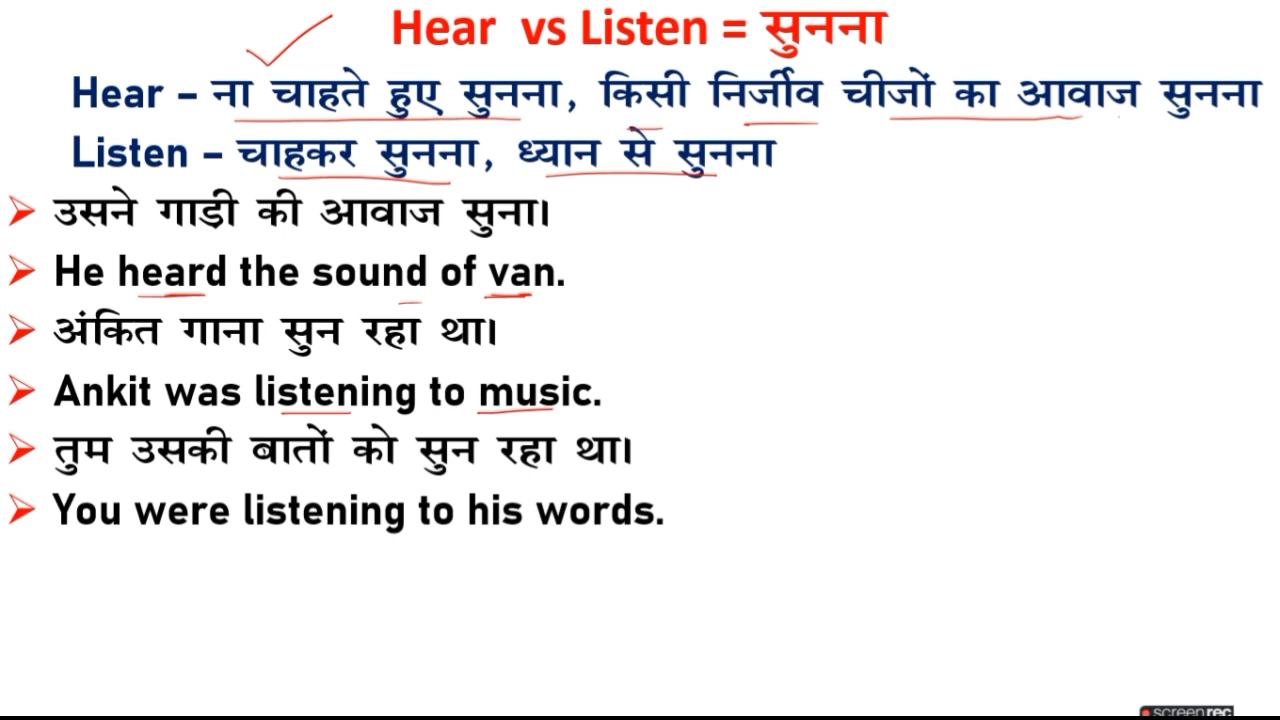 Hear vs Listen = सुनना
Hear – ना चाहते हुए सुनना, किसी निर्जीव चीजों का आवाज सुनना
Listen – चाहकर सुनना, ध्यान से सुनना
➢ उसने गाड़ी की आवाज सुना।
➢ He heard the sound of van.
➢ अंकित गाना सुन रहा था।
➢ Ankit was listening to music.
➢ तुम उसकी बातों को सुन रहा था।
➢ You were listening to his words.
screenrec